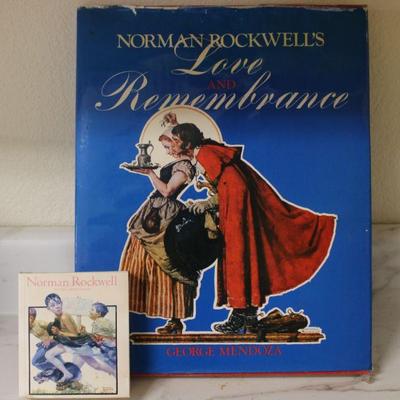 NORMAN ROCKWELL'S
Love
AND
Remembrance
GEORGE MENDOZA
Norman Rockwell